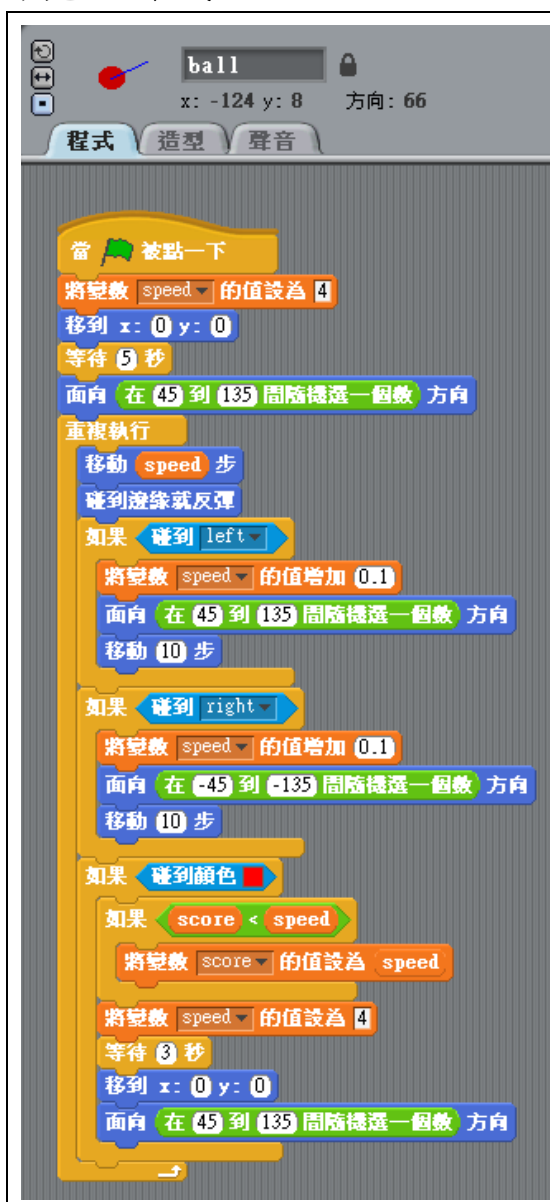 ball
x: -124 y: 8 方向: 66
程式 造型 聲音
當 被點一下
將變數 speed 的值設為 4
移到 x: 0 y: 0
等待 5 秒
面向 在 45 到 135 間隨機選一個數 方向
重複執行
移動 speed 步
碰到邊緣就反彈
如果 碰到 left
將變數 speed 的值增加 0.1
面向 在 45 到 135 間隨機選一個數 方向
移動 10 步
如果 碰到 right
將變數 speed 的值增加 0.1
面向 在 -45 到 -135 間隨機選一個數 方向
移動 10 步
如果 碰到顏色
如果 score < speed
將變數 score 的值設為 speed
將變數 speed 的值設為 4
等待 3 秒
移到 x: 0 y: 0
面向 在 45 到 135 間隨機選一個數 方向